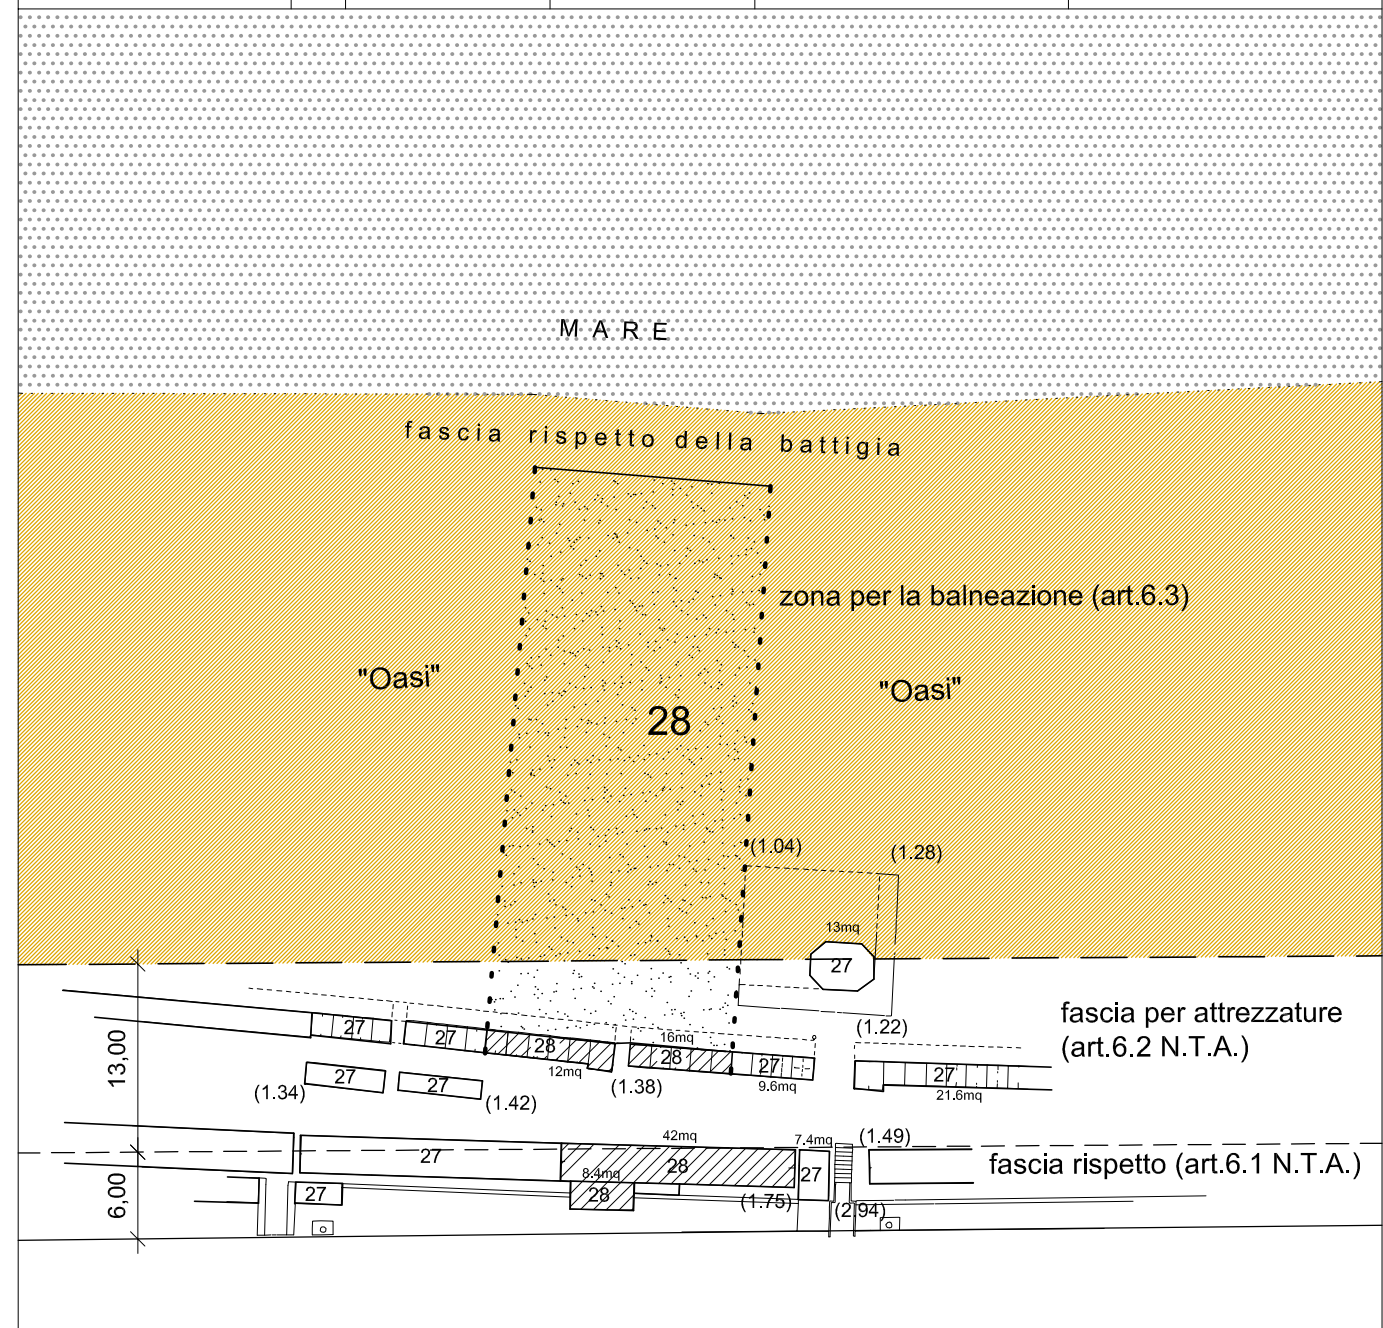 MARE
fascia rispetto della battigia
zona per la balneazione (art.6.3)
"Oasi"
"Oasi"
28
(1.04)
(1.28)
13mq
27
fascia per attrezzature
(art.6.2 N.T.A.)
(1.22)
27
27
28
16mq
28
27
27
12mq
(1.38)
9.6mq
21.6mq
13,00
(1.34)
27
27
(1.42)
42mq
7.4mq
(1.49)
27
28
27
fascia rispetto (art.6.1 N.T.A.)
8.4mq
6,00
27
28
(1.75)
(2.94)